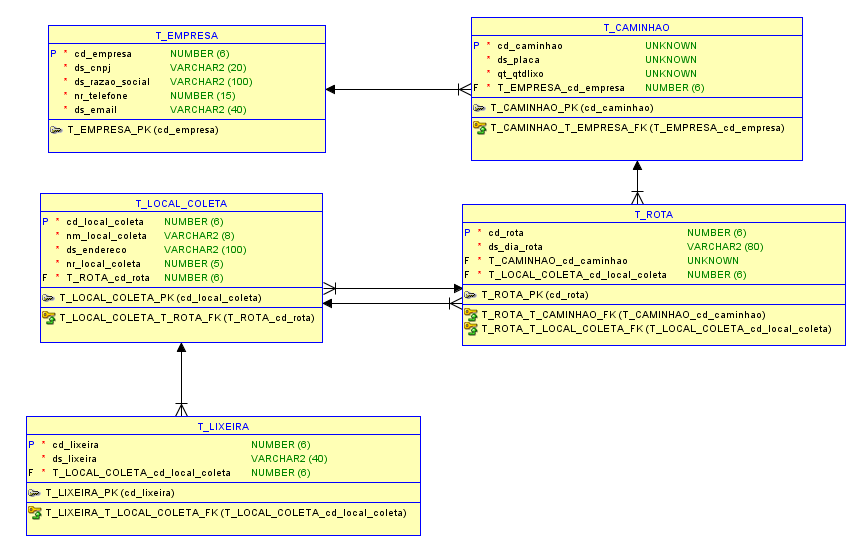 T_EMPRESA
P * cd_empresa NUMBER (6)
* ds_cnpj VARCHAR2 (20)
* ds_razao_social VARCHAR2 (100)
* nr_telefone NUMBER (15)
* ds_email VARCHAR2 (40)
T_EMPRESA_PK (cd_empresa)
T_CAMINHAO
P * cd_caminhao UNKNOWN
* ds_placa UNKNOWN
* qt_qtdlixo UNKNOWN
F * T_EMPRESA_cd_empresa NUMBER (6)
T_CAMINHAO_PK (cd_caminhao)
T_CAMINHAO_T_EMPRESA_FK (T_EMPRESA_cd_empresa)
T_LOCAL_COLETA
P * cd_local_coleta NUMBER (6)
* nm_local_coleta VARCHAR2 (8)
* ds_endereco VARCHAR2 (100)
* nr_local_coleta NUMBER (5)
F * T_ROTA_cd_rota NUMBER (6)
T_LOCAL_COLETA_PK (cd_local_coleta)
T_LOCAL_COLETA_T_ROTA_FK (T_ROTA_cd_rota)
T_ROTA
P * cd_rota NUMBER (6)
* ds_dia_rota VARCHAR2 (80)
F * T_CAMINHAO_cd_caminhao UNKNOWN
F * T_LOCAL_COLETA_cd_local_coleta NUMBER (6)
T_ROTA_PK (cd_rota)
T_ROTA_T_CAMINHAO_FK (T_CAMINHAO_cd_caminhao)
T_ROTA_T_LOCAL_COLETA_FK (T_LOCAL_COLETA_cd_local_coleta)
T_LIXEIRA
P * cd_lixeira NUMBER (6)
* ds_lixeira VARCHAR2 (40)
F * T_LOCAL_COLETA_cd_local_coleta NUMBER (6)
T_LIXEIRA_PK (cd_lixeira)
T_LIXEIRA_T_LOCAL_COLETA_FK (T_LOCAL_COLETA_cd_local_coleta)